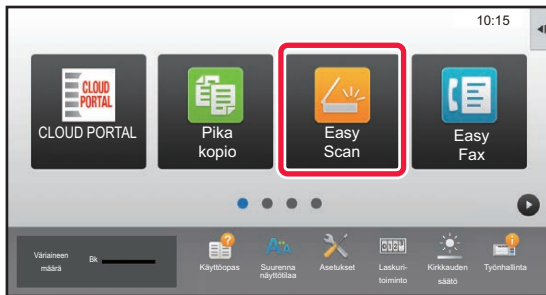 10:15
CLOUD
PORTAL
CLOUD PORTAL
Pika
kopio
Easy
Scan
Easy
Fax
Väriaineen
määrä
Bk
Käyttöopas
Suurenna
näyttötilaa
Asetukset
Laskuri-
toiminto
Kirkkauden
säätö
Työnhallinta